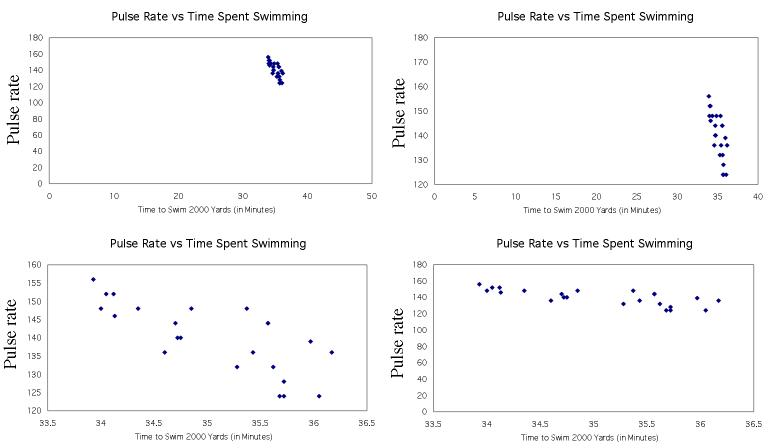 Pulse Rate vs Time Spent Swimming
Pulse rate
180
160
140
120
100
80
60
40
20
0
0 10 20 30 40 50
Time to Swim 2000 Yards (in Minutes)
Pulse Rate vs Time Spent Swimming
Pulse rate
180
170
160
150
140
130
120
0 5 10 15 20 25 30 35 40
Time to Swim 2000 Yards (in Minutes)
Pulse Rate vs Time Spent Swimming
Pulse rate
160
155
150
145
140
135
130
125
120
33.5 34 34.5 35 35.5 36 36.5
Time to Swim 2000 Yards (in Minutes)
Pulse Rate vs Time Spent Swimming
Pulse rate
180
160
140
120
100
80
60
40
20
0
33.5 34 34.5 35 35.5 36 36.5
Time to Swim 2000 Yards (in Minutes)